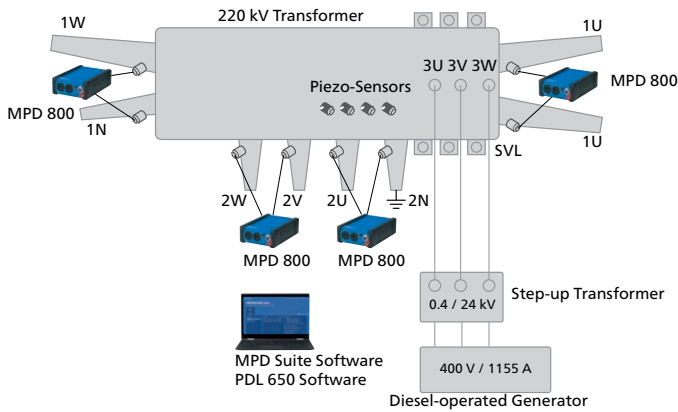 220 kV Transformer
1W
1U
3U 3V 3W
Piezo-Sensors
MPD 800
MPD 800
1N
1U
SVL
2W
2V
2U
2N
MPD 800
MPD 800
0.4 / 24 kV
Step-up Transformer
MPD Suite Software
PDL 650 Software
400 V / 1155 A
Diesel-operated Generator